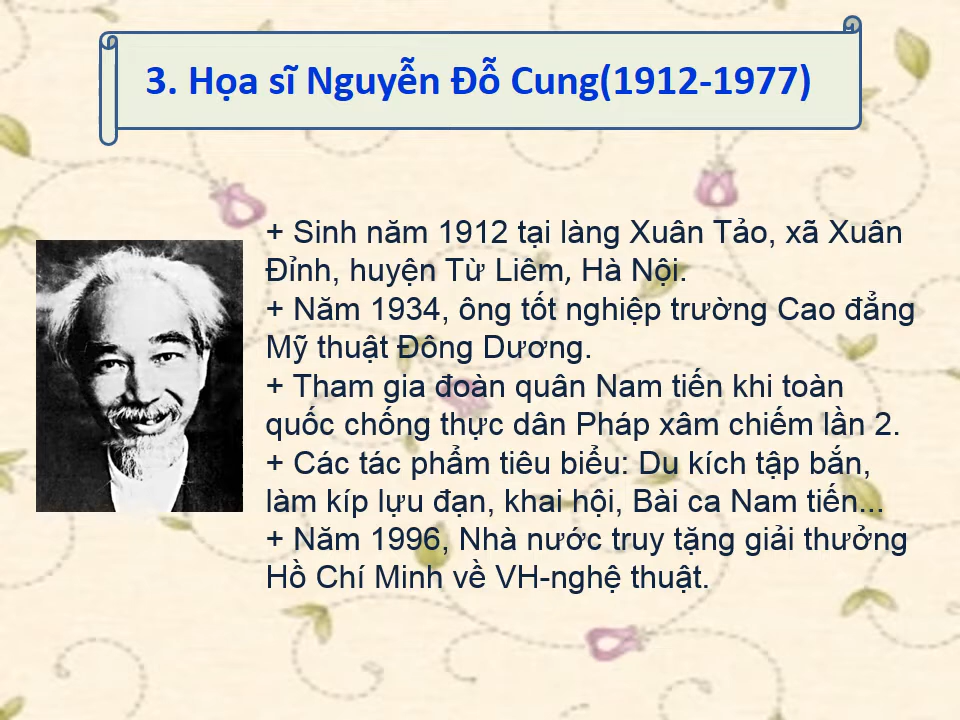 3. Họa sĩ Nguyễn Đỗ Cung(1912-1977)
+ Sinh năm 1912 tại làng Xuân Tảo, xã Xuân
Đỉnh, huyện Từ Liêm, Hà Nội.
+ Năm 1934, ông tốt nghiệp trường Cao đẳng
Mỹ thuật Đông Dương.
+ Tham gia đoàn quân Nam tiến khi toàn
quốc chống thực dân Pháp xâm chiếm lần 2.
+ Các tác phẩm tiêu biểu: Du kích tập bắn,
làm kíp lựu đạn, khai hội, Bài ca Nam tiến...
+ Năm 1996, Nhà nước truy tặng giải thưởng
Hồ Chí Minh về VH-nghệ thuật.